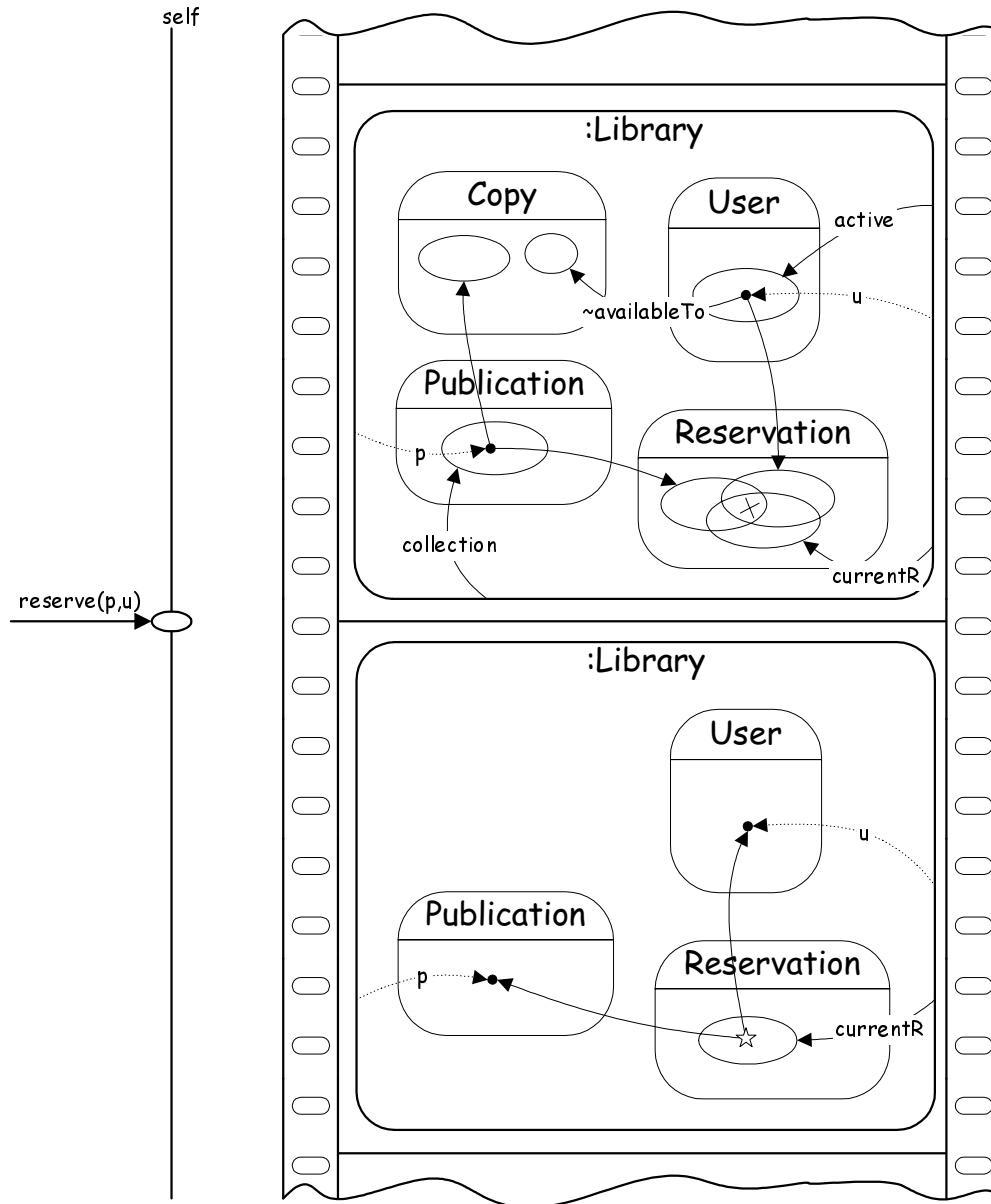 self
:Library
Copy
User
active
u
~availableTo
Publication
p
Reservation
collection
currentR
reserve(p,u)
:Library
User
u
Publication
p
Reservation
currentR